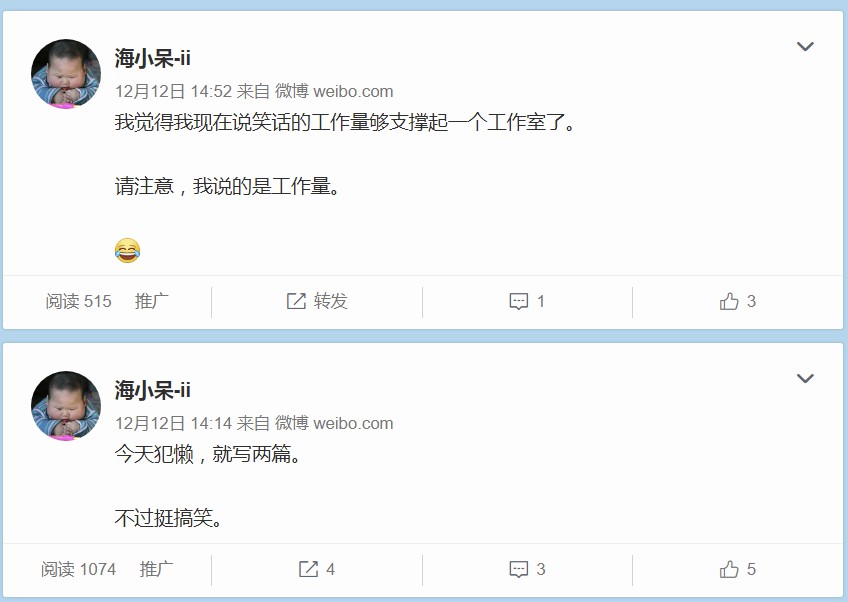 海小呆-ii
12月12日 14:52 来自 微博 weibo.com
我觉得我现在说笑话的工作量够支撑起一个工作室了。
请注意，我说的是工作量。
阅读 515 推广 转发 1 3
海小呆-ii
12月12日 14:14 来自 微博 weibo.com
今天犯懒，就写两篇。
不过挺搞笑。
阅读 1074 推广 4 3 5